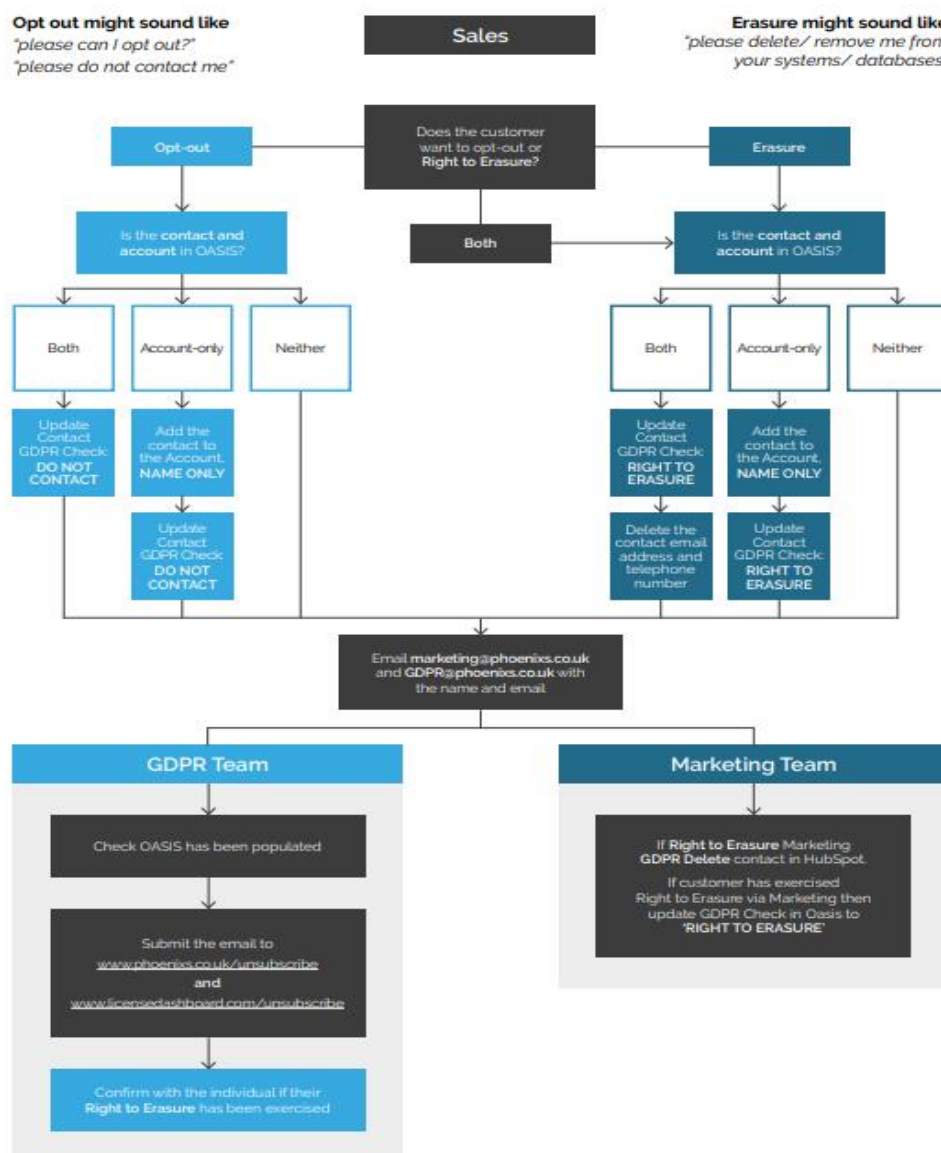 Opt out might sound like
"please can I opt out?"
"please do not contact me"
Sales
Erasure might sound like
"please delete/ remove me from
your systems/ databases
Does the customer
want to opt-out or
Right to Erasure?
Opt-out
Erasure
Both
Is the contact and
account in OASIS?
Is the contact and
account in OASIS?
Both
Account-only
Neither
Both
Account-only
Neither
Update
Contact
GDPR Check:
DO NOT
CONTACT
Add the
contact to
the Account,
NAME ONLY
Update
Contact
GDPR Check
DO NOT
CONTACT
Update
Contact
GDPR Check:
RIGHT TO
ERASURE
Delete the
contact email
address and
telephone
number
Add the
contact to
the Account,
NAME ONLY
Update
Contact
GDPR Check:
RIGHT TO
ERASURE
Email marketing@phoenixs.co.uk
and GDPR@phoenixs.co.uk with
the name and email
GDPR Team
Check OASIS has been populated
Submit the email to
www.phoenixs.co.uk/unsubscribe
and
www.licensedashboard.com/unsubscribe
Confirm with the individual if their
Right to Erasure has been exercised
Marketing Team
If Right to Erasure Marketing
GDPR Delete contact in HubSpot.
If customer has exercised
Right to Erasure via Marketing then
update GDPR Check in Oasis to
'RIGHT TO ERASURE'